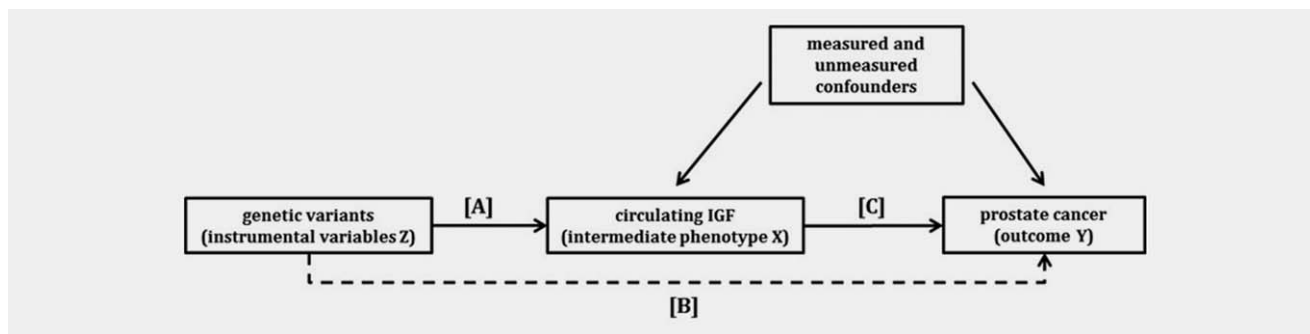 measured and
unmeasured
confounders
[A]
[C]
genetic variants
(instrumental variables Z)
circulating IGF
(intermediate phenotype X)
prostate cancer
(outcome Y)
[B]